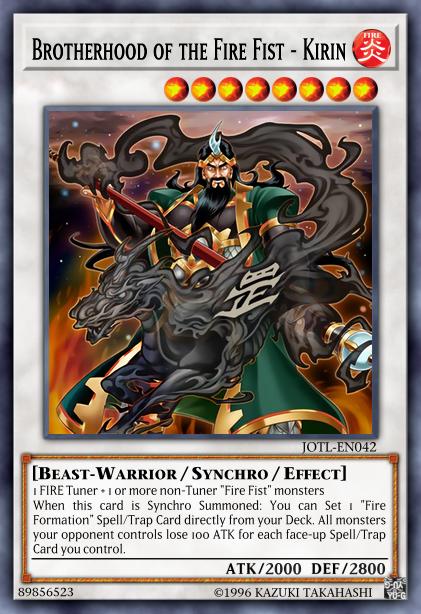 BROTHERHOOD OF THE FIRE FIST - KIRIN
FIRE
炎
JOTL-EN042
[BEAST-WARRIOR / SYNCHRO / EFFECT]
1 FIRE Tuner + 1 or more non-Tuner "Fire Fist" monsters
When this card is Synchro Summoned: You can Set 1 "Fire
Formation" Spell/Trap Card directly from your Deck. All monsters
your opponent controls lose 100 ATK for each face-up Spell/Trap
Card you control.
ATK/2000 DEF/2800
89856523
©1996 KAZUKI TAKAHASHI